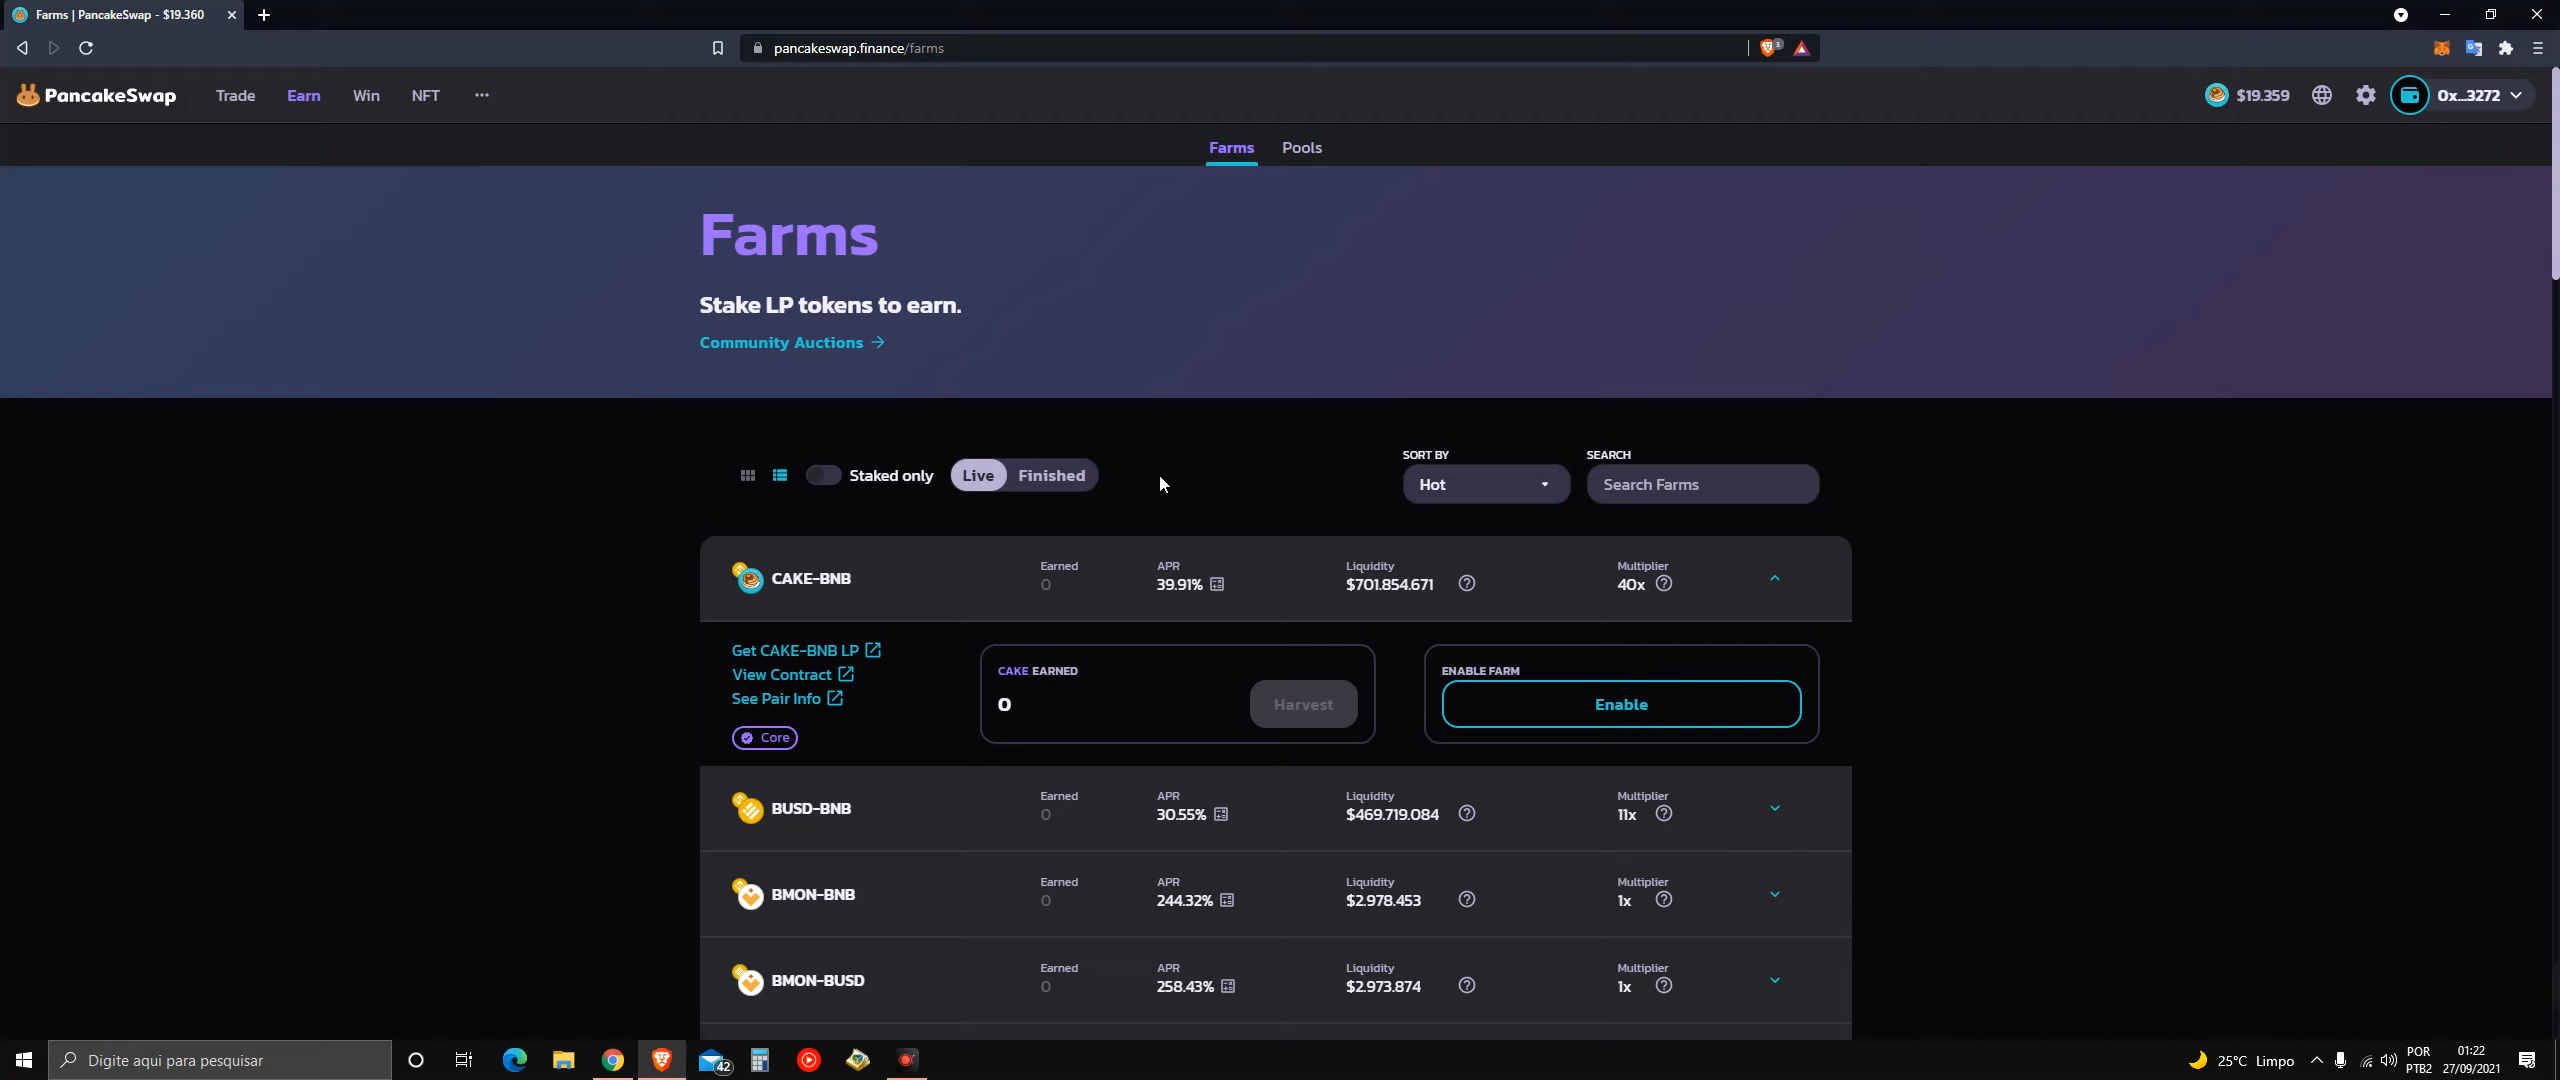 Farms | PancakeSwap - $19.360
pancakeswap.finance/farms
3
PancakeSwap
Trade
Earn
Win
NFT
$19.359
0x...3272
Farms
Pools
Farms
Stake LP tokens to earn.
Community Auctions
Staked only
Live
Finished
SORT BY
Hot
SEARCH
Search Farms
CAKE-BNB
Earned
0
APR
39.91%
Liquidity
$701.854.671
Multiplier
40x
Get CAKE-BNB LP
View Contract
See Pair Info
Core
CAKE EARNED
0
Harvest
ENABLE FARM
Enable
BUSD-BNB
Earned
0
APR
30.55%
Liquidity
$469.719.084
Multiplier
11x
BMON-BNB
Earned
0
APR
244.32%
Liquidity
$2.978.453
Multiplier
1x
BMON-BUSD
Earned
0
APR
258.43%
Liquidity
$2.973.874
Multiplier
1x
Digite aqui para pesquisar
42
25°C Limpo
POR
PTB2
01:22
27/09/2021